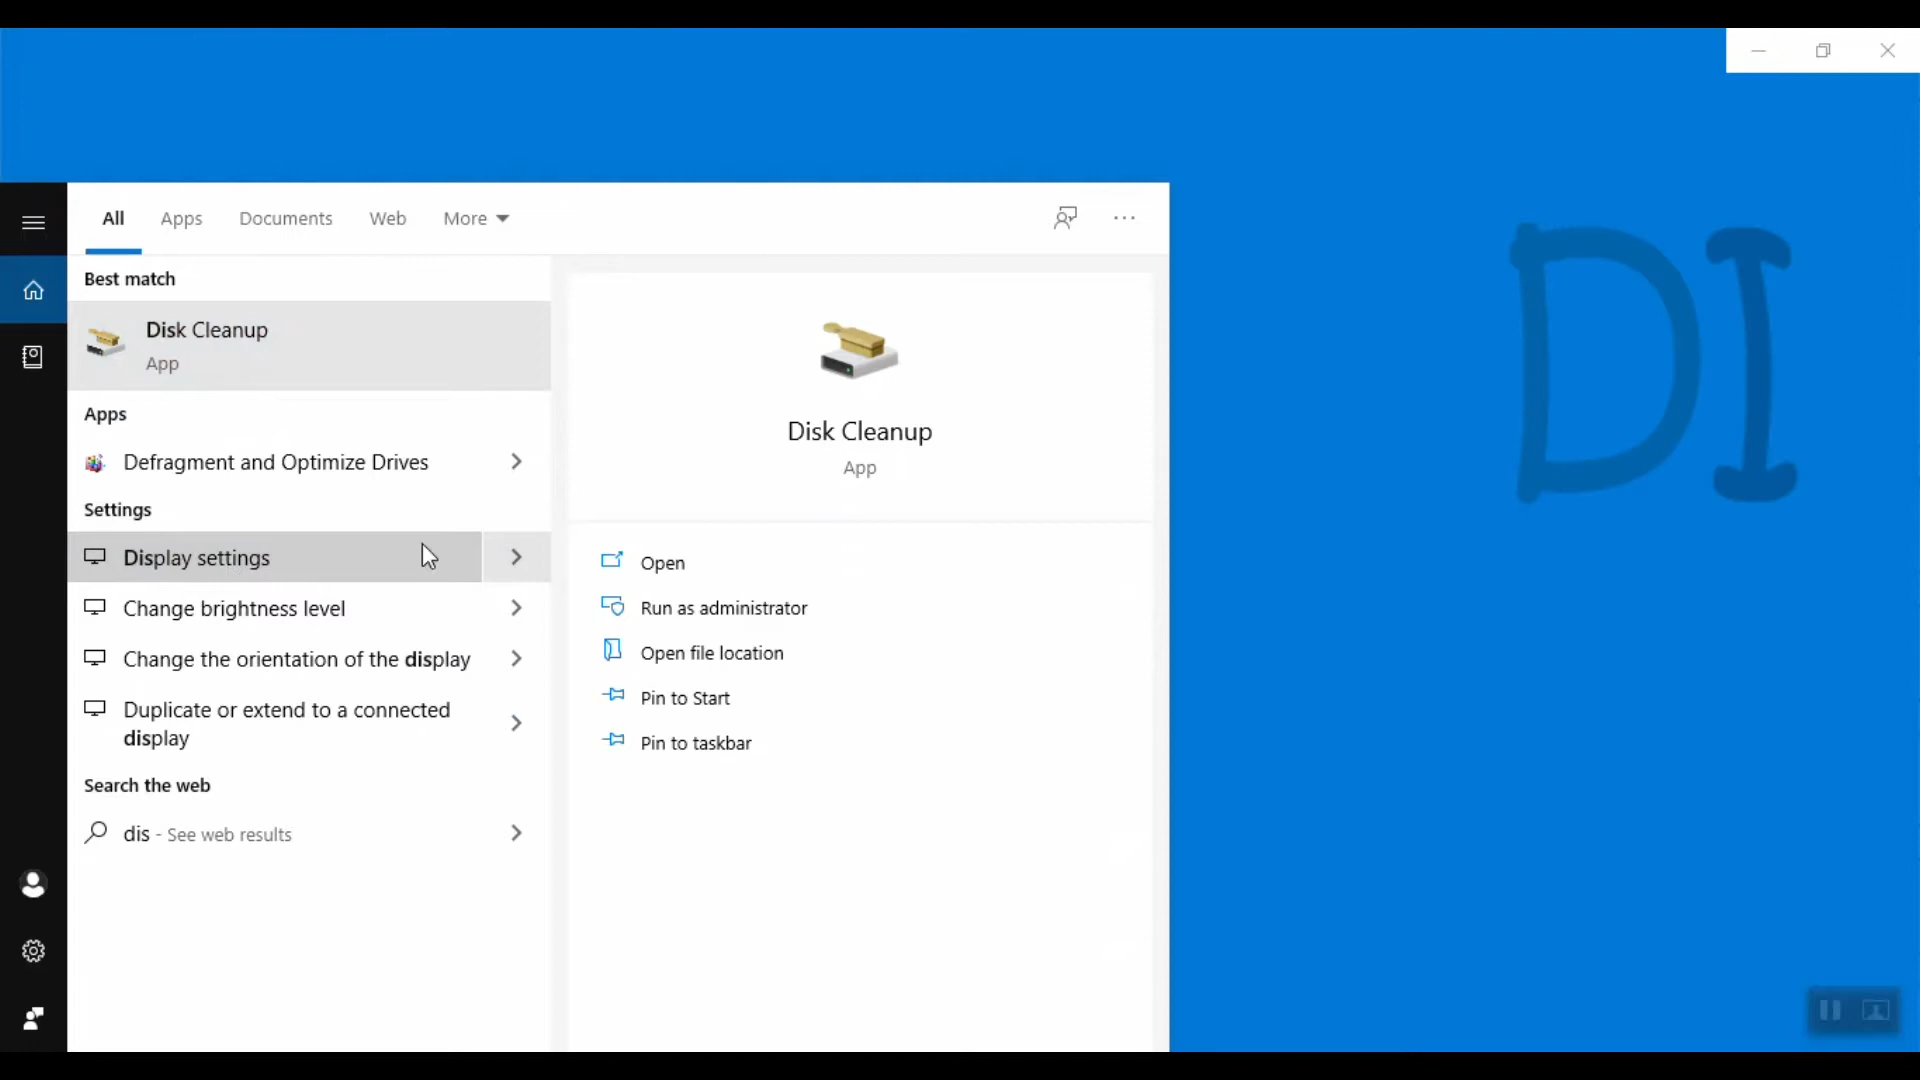 All Apps Documents Web More
Best match
Disk Cleanup
App
Apps
Defragment and Optimize Drives
Settings
Display settings
Change brightness level
Change the orientation of the display
Duplicate or extend to a connected
display
Search the web
dis - See web results
Disk Cleanup
App
Open
Run as administrator
Open file location
Pin to Start
Pin to taskbar
DI